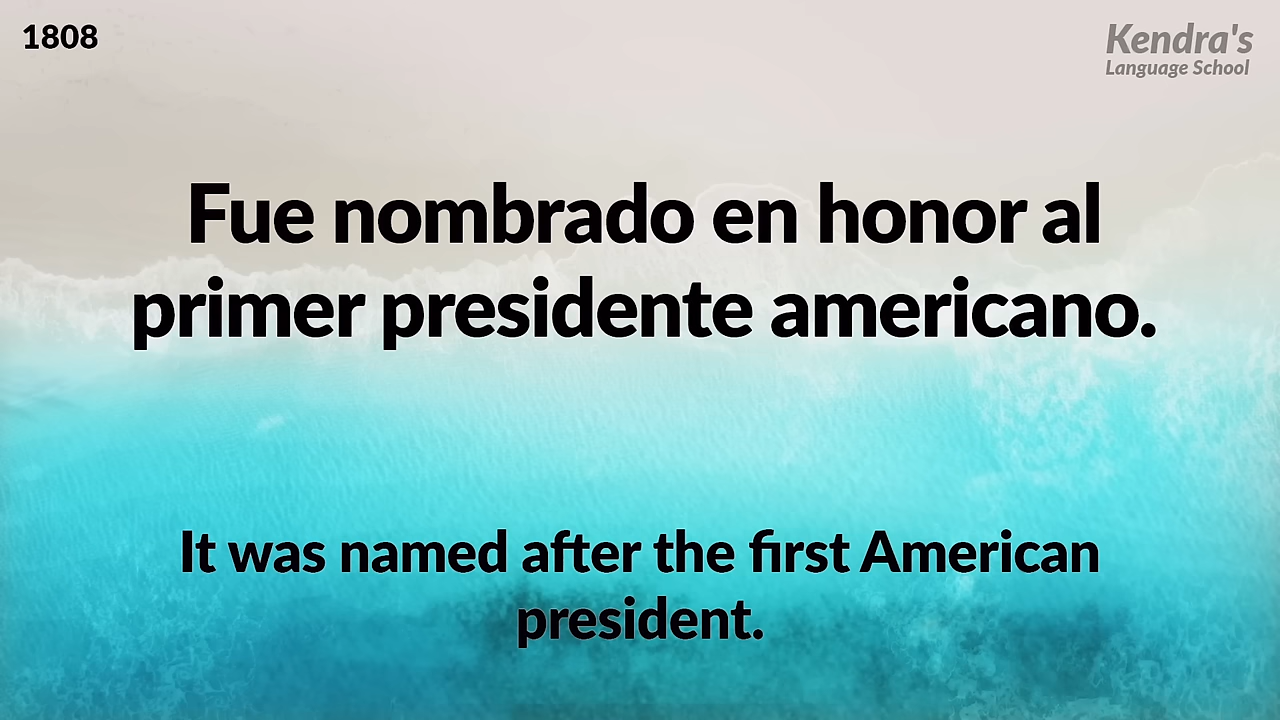 1808
Kendra's
Language School
Fue nombrado en honor al
primer presidente americano.
It was named after the first American
president.